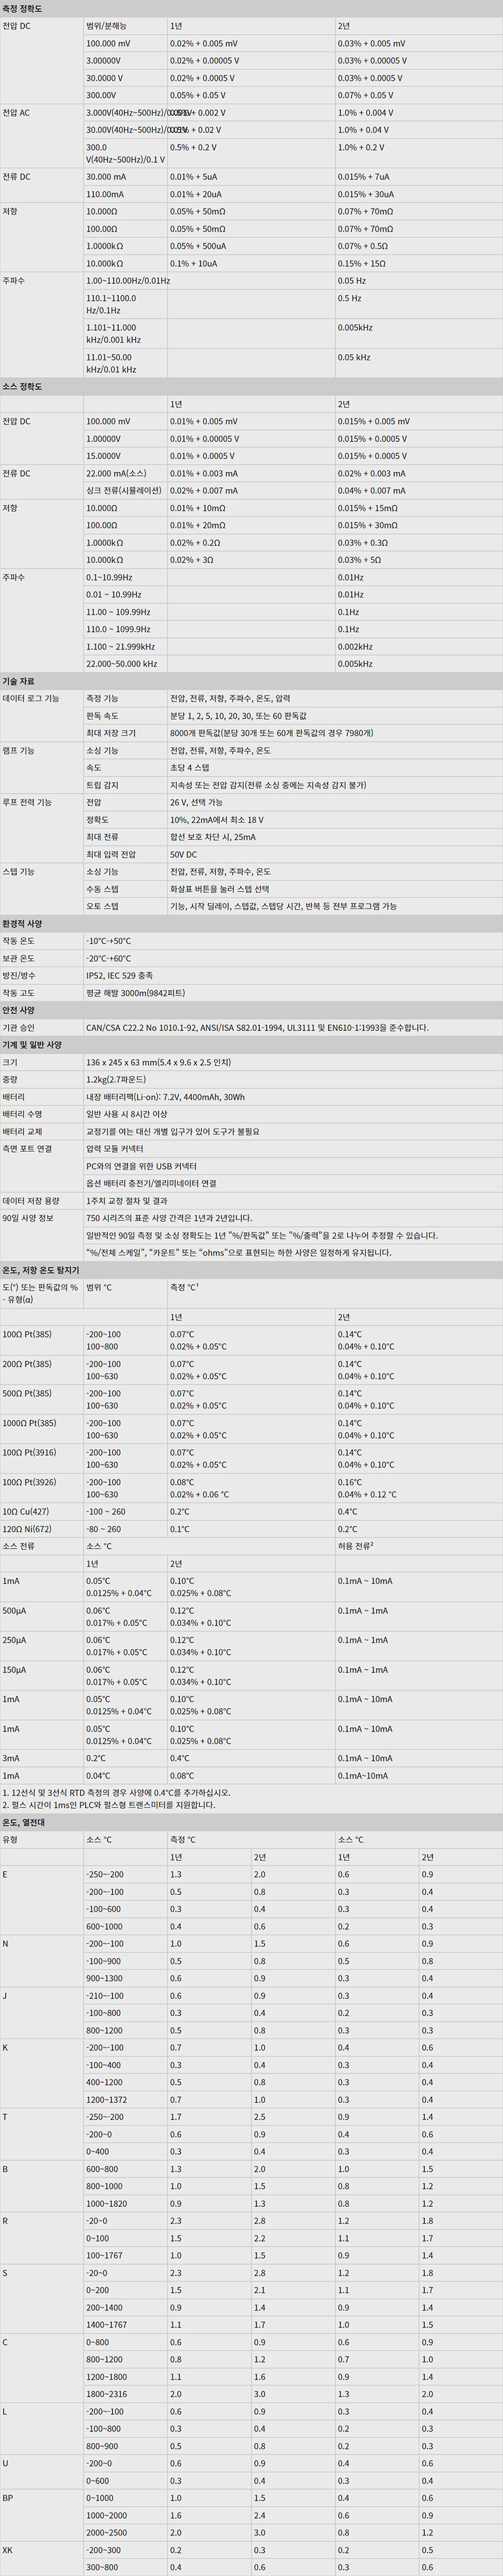 측정 정확도
전압 DC 범위/분해능 1년 2년
100.000 mV 0.02% + 0.005 mV 0.03% + 0.005 mV
3.00000V 0.02% + 0.00005 V 0.03% + 0.00005 V
30.0000 V 0.02% + 0.0005 V 0.03% + 0.0005 V
300.00V 0.05% + 0.05 V 0.07% + 0.05 V
전압 AC 3.000V(40Hz~500Hz)/0.001V 0.5% + 0.002 V 1.0% + 0.004 V
30.00V(40Hz~500Hz)/0.01V 0.5% + 0.02 V 1.0% + 0.04 V
300.0 0.5% + 0.2 V 1.0% + 0.2 V
V(40Hz~500Hz)/0.1 V
전류 DC 30.000 mA 0.01% + 5uA 0.015% + 7uA
110.00mA 0.01% + 20uA 0.015% + 30uA
저항 10.000Ω 0.05% + 50mΩ 0.07% + 70mΩ
100.00Ω 0.05% + 50mΩ 0.07% + 70mΩ
1.0000kΩ 0.05% + 500uA 0.07% + 0.5Ω
10.000kΩ 0.1% + 10uA 0.15% + 15Ω
주파수 1.00~110.00Hz/0.01Hz 0.05 Hz
110.1~1100.0 0.5 Hz
Hz/0.1Hz
1.101~11.000 0.005kHz
kHz/0.001 kHz
11.01~50.00 0.05 kHz
kHz/0.01 kHz
소스 정확도
1년 2년
전압 DC 100.000 mV 0.01% + 0.005 mV 0.015% + 0.005 mV
1.00000V 0.01% + 0.00005 V 0.015% + 0.0005 V
15.0000V 0.01% + 0.0005 V 0.015% + 0.0005 V
전류 DC 22.000 mA(소스) 0.01% + 0.003 mA 0.02% + 0.003 mA
싱크 전류(시뮬레이션) 0.02% + 0.007 mA 0.04% + 0.007 mA
저항 10.000Ω 0.01% + 10mΩ 0.015% + 15mΩ
100.00Ω 0.01% + 20mΩ 0.015% + 30mΩ
1.0000kΩ 0.02% + 0.2Ω 0.03% + 0.3Ω
10.000kΩ 0.02% + 3Ω 0.03% + 5Ω
주파수 0.1~10.99Hz 0.01Hz
0.01 ~ 10.99Hz 0.01Hz
11.00 ~ 109.99Hz 0.1Hz
110.0 ~ 1099.9Hz 0.1Hz
1.100 ~ 21.999kHz 0.002kHz
22.000~50.000 kHz 0.005kHz
기술 자료
데이터 로그 기능 측정 기능 전압, 전류, 저항, 주파수, 온도, 압력
판독 속도 분당 1, 2, 5, 10, 20, 30, 또는 60 판독값
최대 저장 크기 8000개 판독값(분당 30개 또는 60개 판독값의 경우 7980개)
램프 기능 소싱 기능 전압, 전류, 저항, 주파수, 온도
속도 초당 4 스텝
트립 감지 지속성 또는 전압 감지(전류 소싱 중에는 지속성 감지 불가)
루프 전력 기능 전압 26 V, 선택 가능
정확도 10%, 22mA에서 최소 18 V
최대 전류 합선 보호 차단 시, 25mA
최대 입력 전압 50V DC
스텝 기능 소싱 기능 전압, 전류, 저항, 주파수, 온도
수동 스텝 화살표 버튼을 눌러 스텝 선택
오토 스텝 기능, 시작 딜레이, 스텝값, 스텝당 시간, 반복 등 전부 프로그램 가능
환경적 사양
작동 온도 -10°C-+50°C
보관 온도 -20°C-+60°C
방진/방수 IP52, IEC 529 충족
작동 고도 평균 해발 3000m(9842피트)
안전 사양
기관 승인 CAN/CSA C22.2 No 1010.1-92, ANSI/ISA S82.01-1994, UL3111 및 EN610-1:1993을 준수합니다.
기계 및 일반 사양
크기 136 x 245 x 63 mm(5.4 x 9.6 x 2.5 인치)
중량 1.2kg(2.7파운드)
배터리 내장 배터리팩(Li-on): 7.2V, 4400mAh, 30Wh
배터리 수명 일반 사용 시 8시간 이상
배터리 교체 교정기를 여는 대신 개별 입구가 있어 도구가 불필요
측면 포트 연결 압력 모듈 커넥터
PC와의 연결을 위한 USB 커넥터
옵션 배터리 충전기/엘리미네이터 연결
데이터 저장 용량 1주치 교정 절차 및 결과
90일 사양 정보 750 시리즈의 표준 사양 간격은 1년과 2년입니다.
일반적인 90일 측정 및 소싱 정확도는 1년 "%/판독값" 또는 "%/출력"을 2로 나누어 추정할 수 있습니다.
“%/전체 스케일”, “카운트” 또는 “ohms”으로 표현되는 하한 사양은 일정하게 유지됩니다.
온도, 저항 온도 탐지기
도(°) 또는 판독값의 % 범위 °C 측정 °C¹
- 유형(α)
1년 2년
100Ω Pt(385) -200~100 0.07°C 0.14°C
100~800 0.02% + 0.05°C 0.04% + 0.10°C
200Ω Pt(385) -200~100 0.07°C 0.14°C
100~630 0.02% + 0.05°C 0.04% + 0.10°C
500Ω Pt(385) -200~100 0.07°C 0.14°C
100~630 0.02% + 0.05°C 0.04% + 0.10°C
1000Ω Pt(385) -200~100 0.07°C 0.14°C
100~630 0.02% + 0.05°C 0.04% + 0.10°C
100Ω Pt(3916) -200~100 0.07°C 0.14°C
100~630 0.02% + 0.05°C 0.04% + 0.10°C
100Ω Pt(3926) -200~100 0.08°C 0.16°C
100~630 0.02% + 0.06 °C 0.04% + 0.12 °C
10Ω Cu(427) -100 ~ 260 0.2°C 0.4°C
120Ω Ni(672) -80 ~ 260 0.1°C 0.2°C
소스 전류 소스 °C 허용 전류²
1년 2년
1mA 0.05°C 0.10°C 0.1mA ~ 10mA
0.0125% + 0.04°C 0.025% + 0.08°C
500µA 0.06°C 0.12°C 0.1mA ~ 1mA
0.017% + 0.05°C 0.034% + 0.10°C
250µA 0.06°C 0.12°C 0.1mA ~ 1mA
0.017% + 0.05°C 0.034% + 0.10°C
150µA 0.06°C 0.12°C 0.1mA ~ 1mA
0.017% + 0.05°C 0.034% + 0.10°C
1mA 0.05°C 0.10°C 0.1mA ~ 10mA
0.0125% + 0.04°C 0.025% + 0.08°C
1mA 0.05°C 0.10°C 0.1mA ~ 10mA
0.0125% + 0.04°C 0.025% + 0.08°C
3mA 0.2°C 0.4°C 0.1mA ~ 10mA
1mA 0.04°C 0.08°C 0.1mA~10mA
1. 12선식 및 3선식 RTD 측정의 경우 사양에 0.4°C를 추가하십시오.
2. 펄스 시간이 1ms인 PLC와 펄스형 트랜스미터를 지원합니다.
온도, 열전대
유형 소스 °C 측정 °C 소스 °C
1년 2년 1년 2년
E -250~-200 1.3 2.0 0.6 0.9
-200~-100 0.5 0.8 0.3 0.4
-100~600 0.3 0.4 0.3 0.4
600~1000 0.4 0.6 0.2 0.3
N -200~-100 1.0 1.5 0.6 0.9
-100~900 0.5 0.8 0.5 0.8
900~1300 0.6 0.9 0.3 0.4
J -210~-100 0.6 0.9 0.3 0.4
-100~800 0.3 0.4 0.2 0.3
800~1200 0.5 0.8 0.3 0.3
K -200~-100 0.7 1.0 0.4 0.6
-100~400 0.3 0.4 0.3 0.4
400~1200 0.5 0.8 0.3 0.4
1200~1372 0.7 1.0 0.3 0.4
T -250~-200 1.7 2.5 0.9 1.4
-200~0 0.6 0.9 0.4 0.6
0~400 0.3 0.4 0.3 0.4
B 600~800 1.3 2.0 1.0 1.5
800~1000 1.0 1.5 0.8 1.2
1000~1820 0.9 1.3 0.8 1.2
R -20~0 2.3 2.8 1.2 1.8
0~100 1.5 2.2 1.1 1.7
100~1767 1.0 1.5 0.9 1.4
S -20~0 2.3 2.8 1.2 1.8
0~200 1.5 2.1 1.1 1.7
200~1400 0.9 1.4 0.9 1.4
1400~1767 1.1 1.7 1.0 1.5
C 0~800 0.6 0.9 0.6 0.9
800~1200 0.8 1.2 0.7 1.0
1200~1800 1.1 1.6 0.9 1.4
1800~2316 2.0 3.0 1.3 2.0
L -200~-100 0.6 0.9 0.3 0.4
-100~800 0.3 0.4 0.2 0.3
800~900 0.5 0.8 0.2 0.3
U -200~0 0.6 0.9 0.4 0.6
0~600 0.3 0.4 0.3 0.4
BP 0~1000 1.0 1.5 0.4 0.6
1000~2000 1.6 2.4 0.6 0.9
2000~2500 2.0 3.0 0.8 1.2
XK -200~300 0.2 0.3 0.2 0.5
300~800 0.4 0.6 0.3 0.6